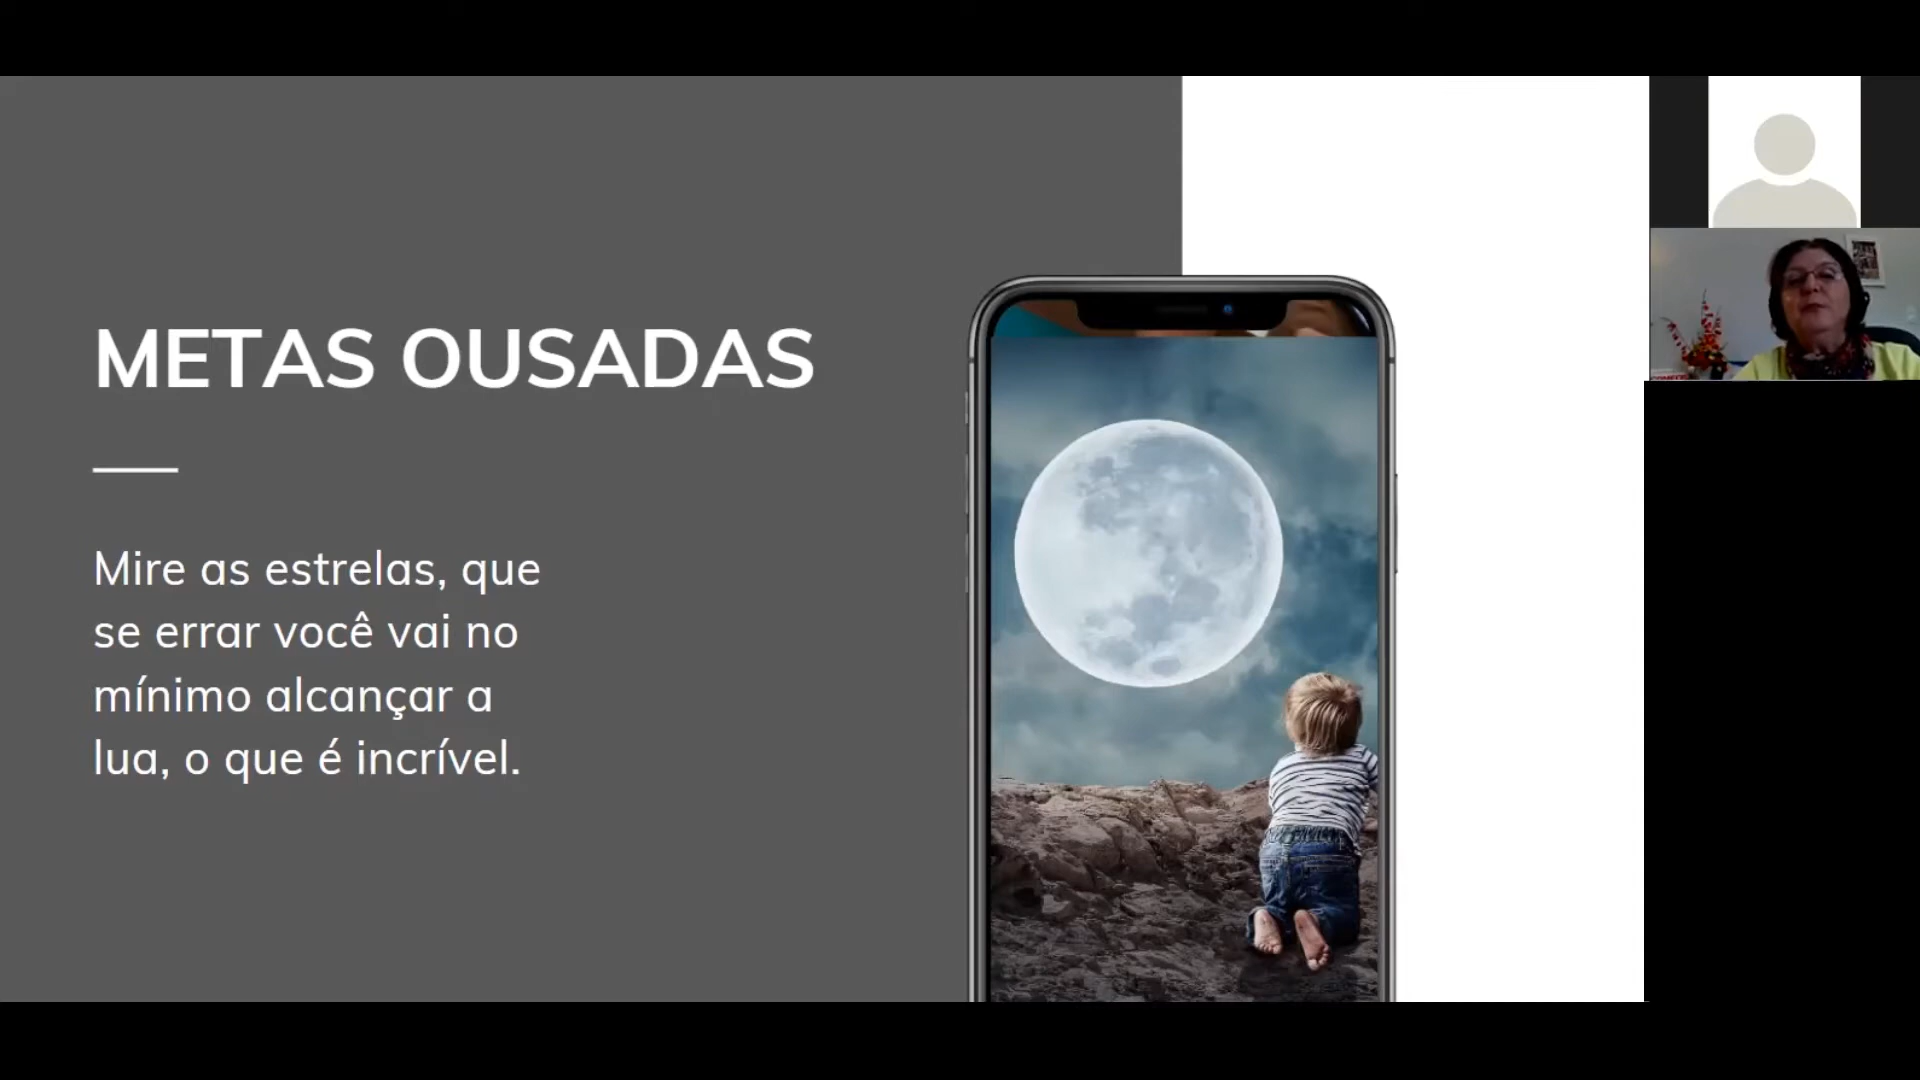 METAS OUSADAS
Mire as estrelas, que
se errar você vai no
mínimo alcançar a
lua, o que é incrível.